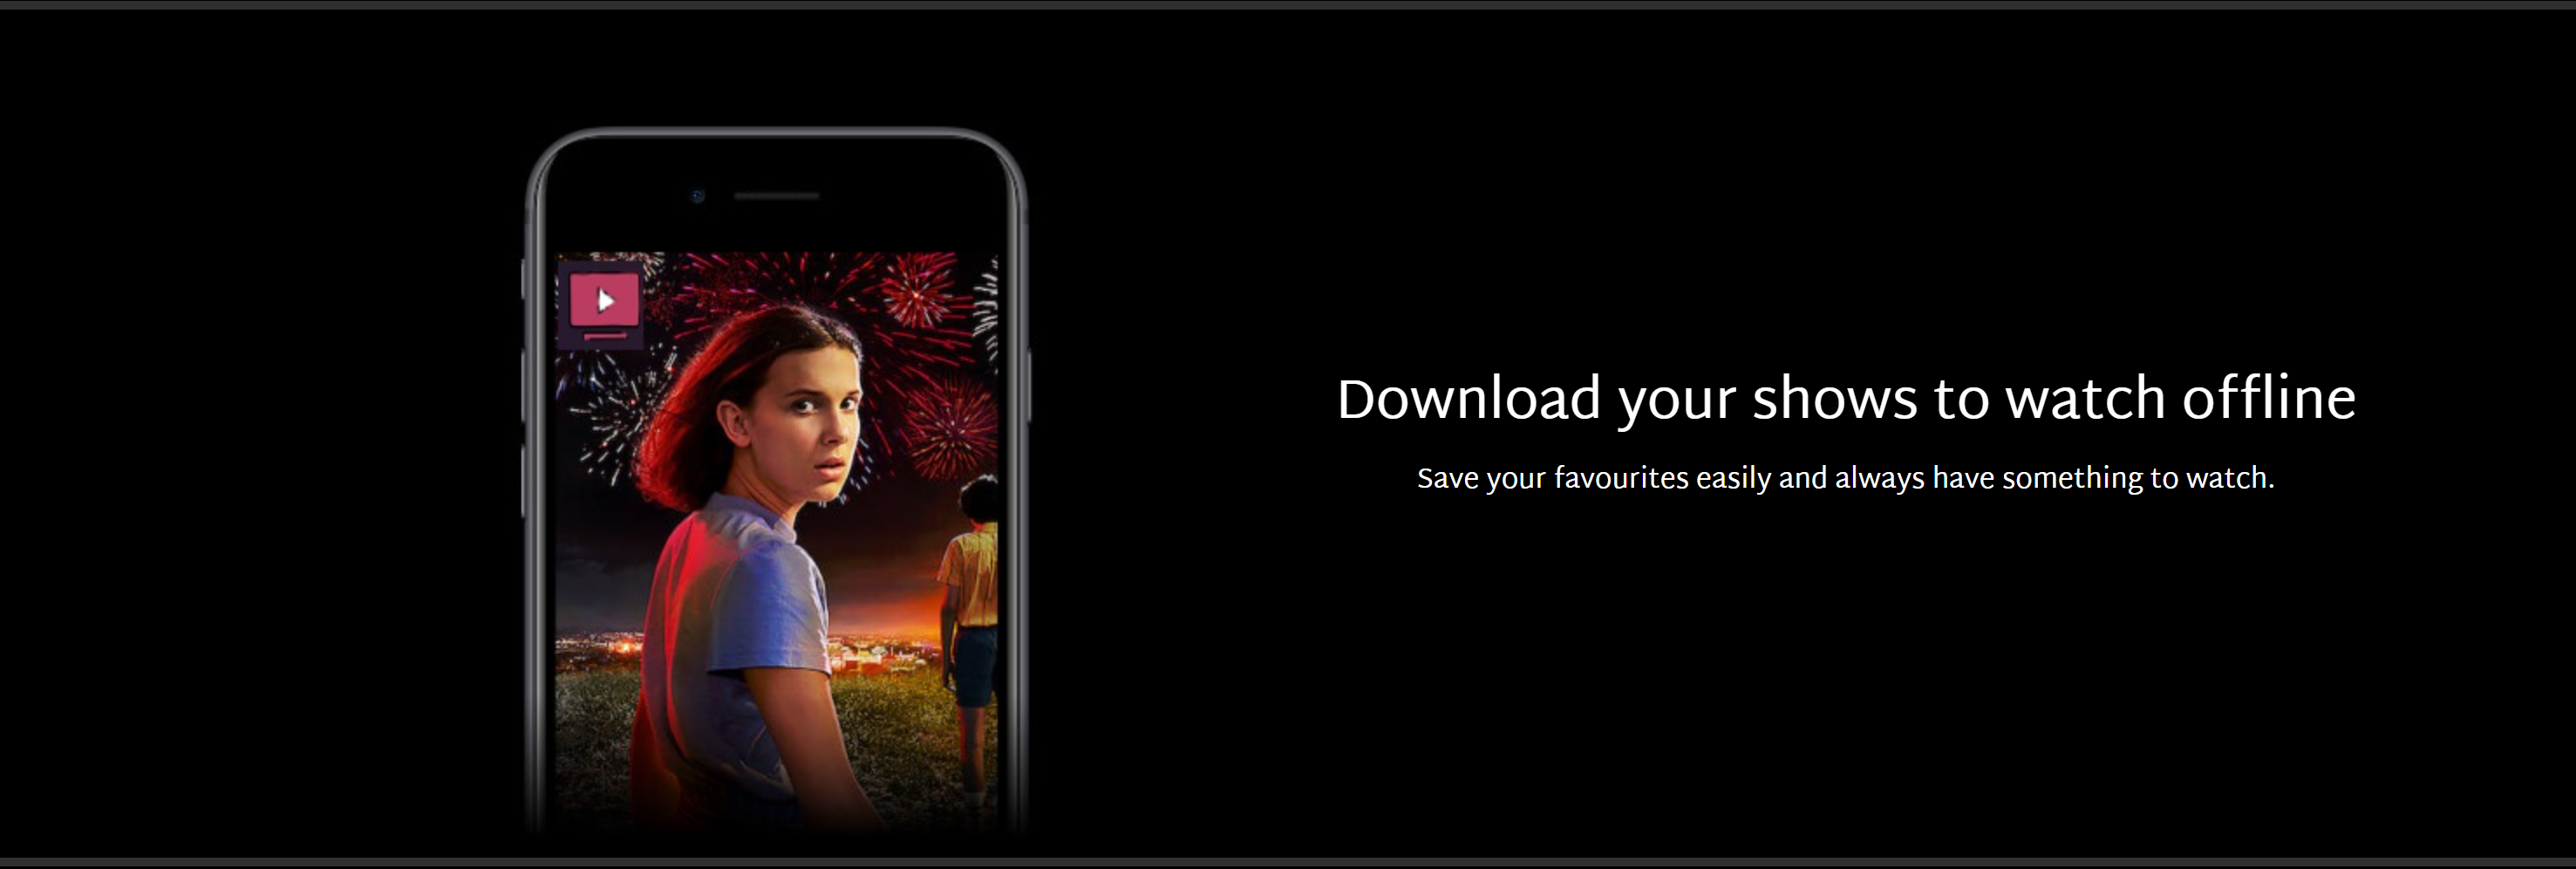 Download your shows to watch offline
Save your favourites easily and always have something to watch.